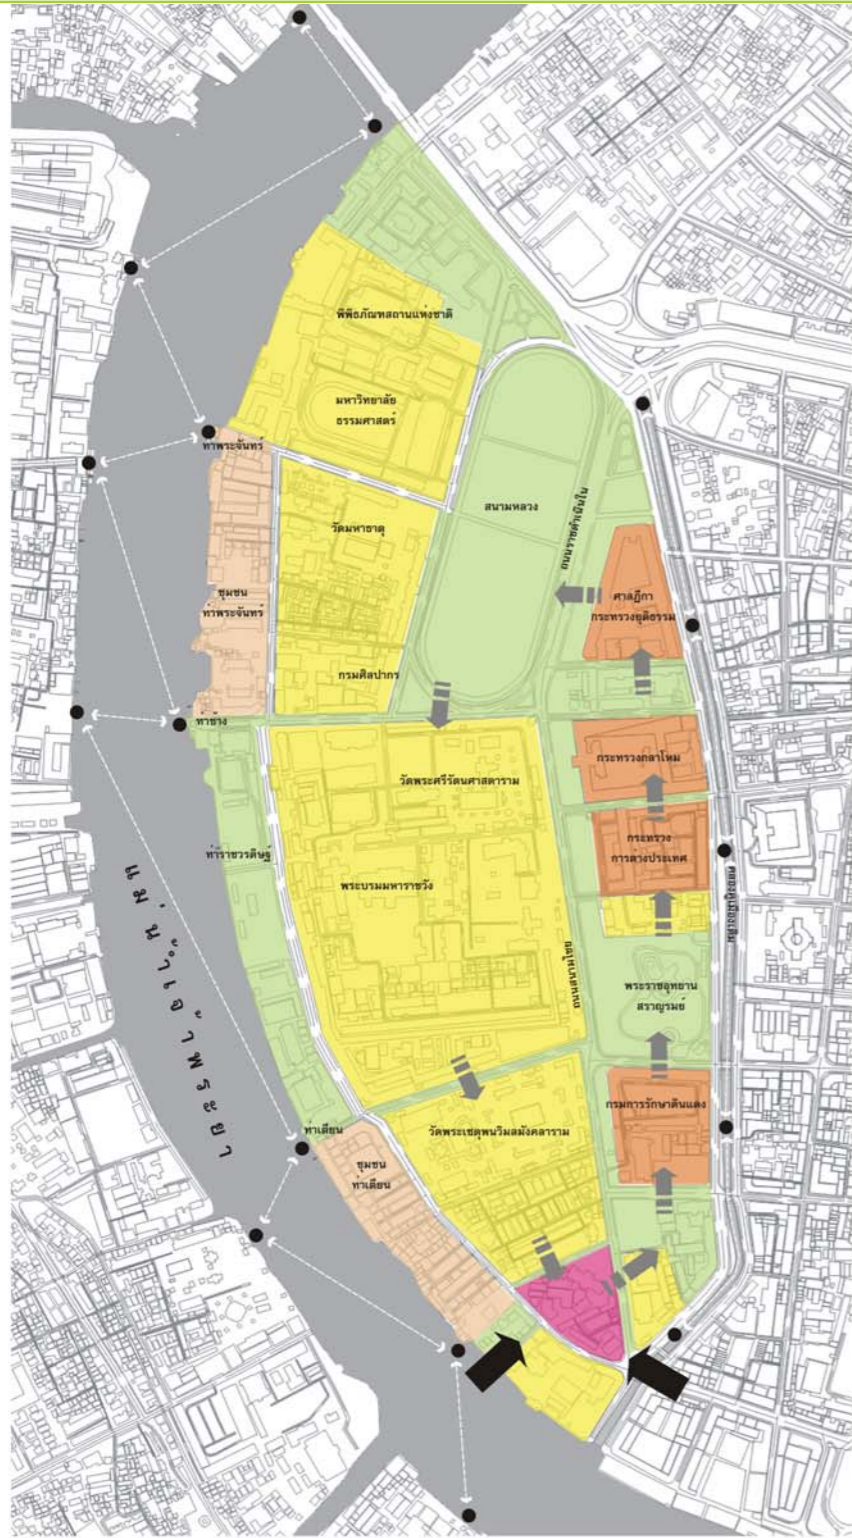 พิพิธภัณฑสถานแห่งชาติ
มหาวิทยาลัย
ธรรมศาสตร์
ท่าพระจันทร์
สนามหลวง
ถนนราชดำเนินใน
วัดมหาธาตุ
ชุมชน
ท่าพระจันทร์
ศาลฎีกา
กระทรวงยุติธรรม
กรมศิลปากร
ท่าช้าง
วัดพระศรีรัตนศาสดาราม
กระทรวงกลาโหม
ท่าราชวรดิษฐ์
กระทรวง
การต่างประเทศ
พระบรมมหาราชวัง
คลองคูเมืองเดิม
แม่น้ำเจ้าพระยา
ถนนสนามไชย
พระราชอุทยาน
สราญรมย์
กรมการรักษาดินแดง
ท่าเตียน
วัดพระเชตุพนวิมลมังคลาราม
ชุมชน
ท่าเตียน